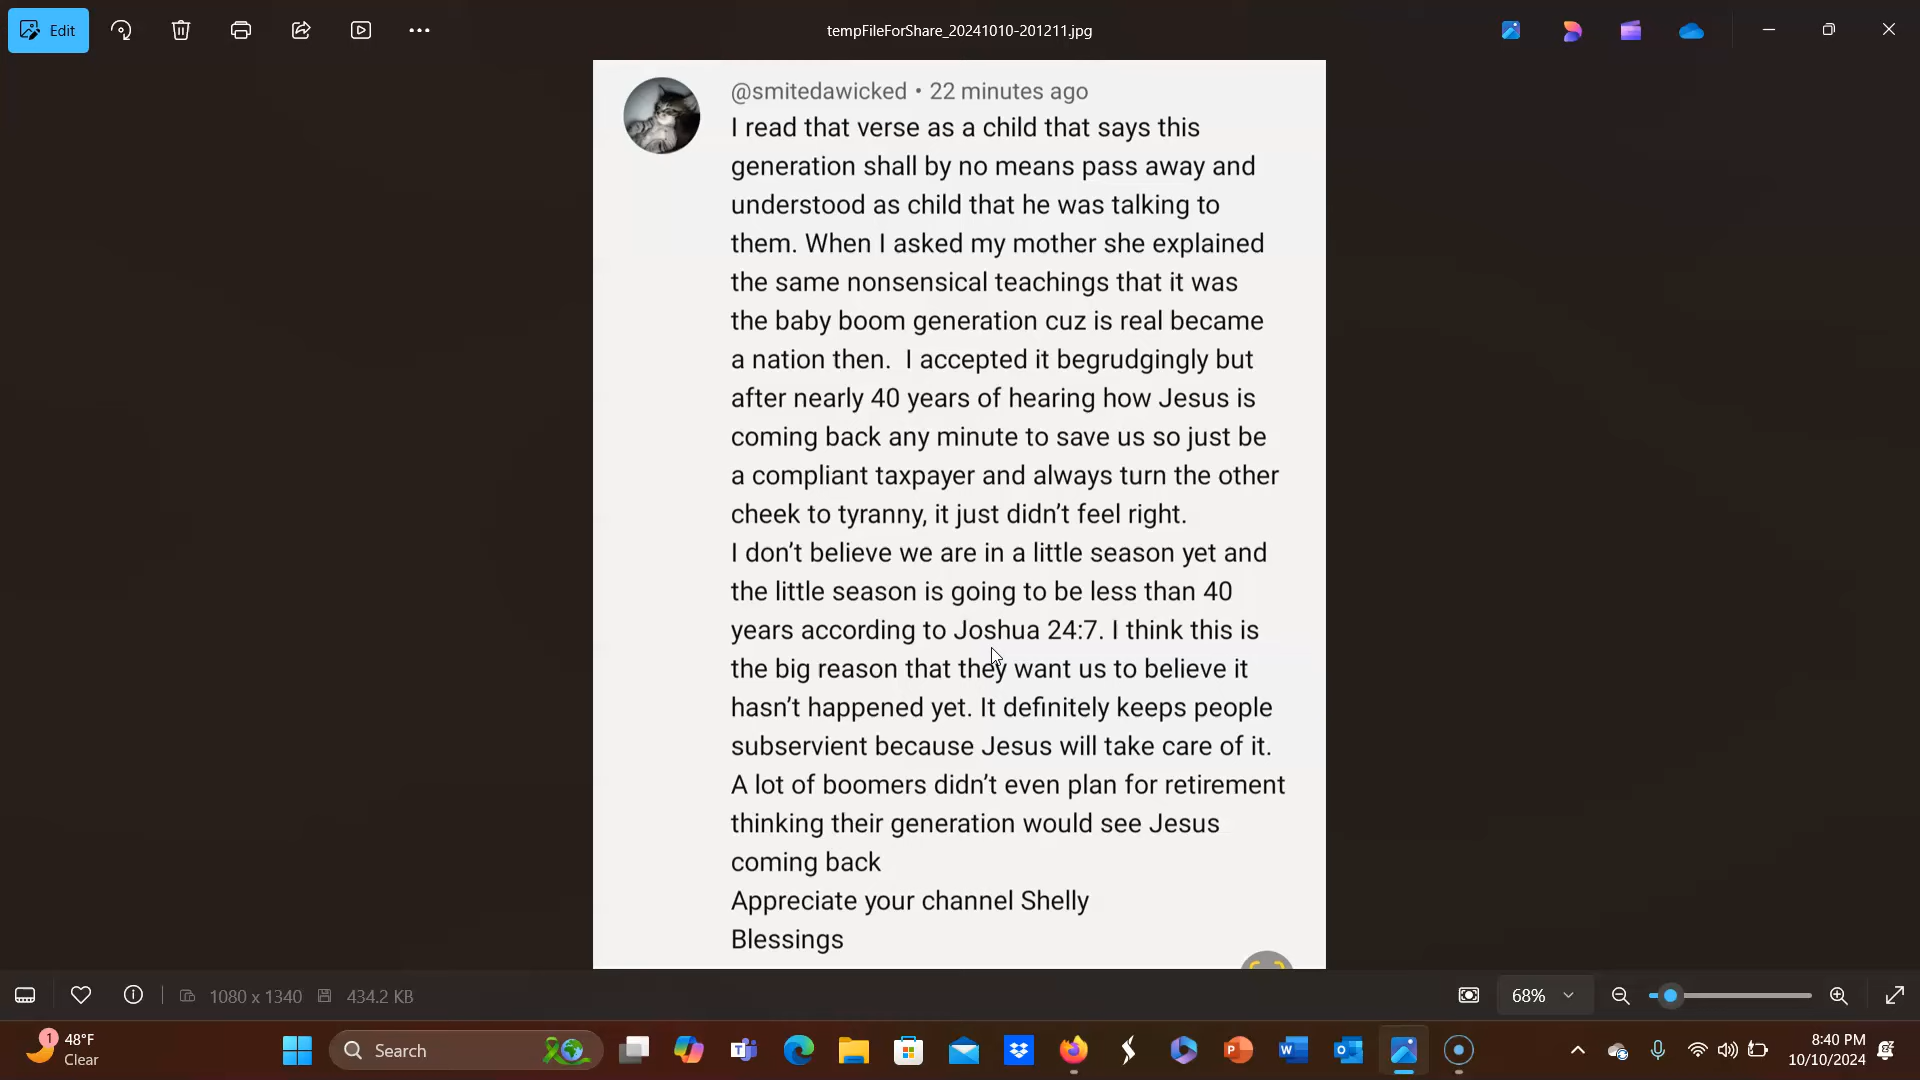 Edit
tempFileForShare_20241010-201211.jpg
@smitedawicked • 22 minutes ago
I read that verse as a child that says this
generation shall by no means pass away and
understood as child that he was talking to
them. When I asked my mother she explained
the same nonsensical teachings that it was
the baby boom generation cuz is real became
a nation then.  I accepted it begrudgingly but
after nearly 40 years of hearing how Jesus is
coming back any minute to save us so just be
a compliant taxpayer and always turn the other
cheek to tyranny, it just didn’t feel right.
I don’t believe we are in a little season yet and
the little season is going to be less than 40
years according to Joshua 24:7. I think this is
the big reason that they want us to believe it
hasn’t happened yet. It definitely keeps people
subservient because Jesus will take care of it.
A lot of boomers didn’t even plan for retirement
thinking their generation would see Jesus
coming back
Appreciate your channel Shelly
Blessings
1080 x 1340 434.2 KB
68%
1
48°F
Clear
Search
8:40 PM
10/10/2024